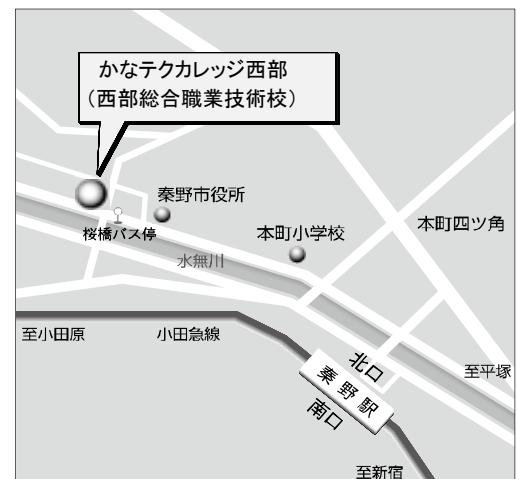 かなテクカレッジ西部
（西部総合職業技術校）
秦野市役所
桜橋バス停
本町小学校
本町四ツ角
水無川
至小田原
小田急線
北口
至平塚
秦野駅
南口
至新宿